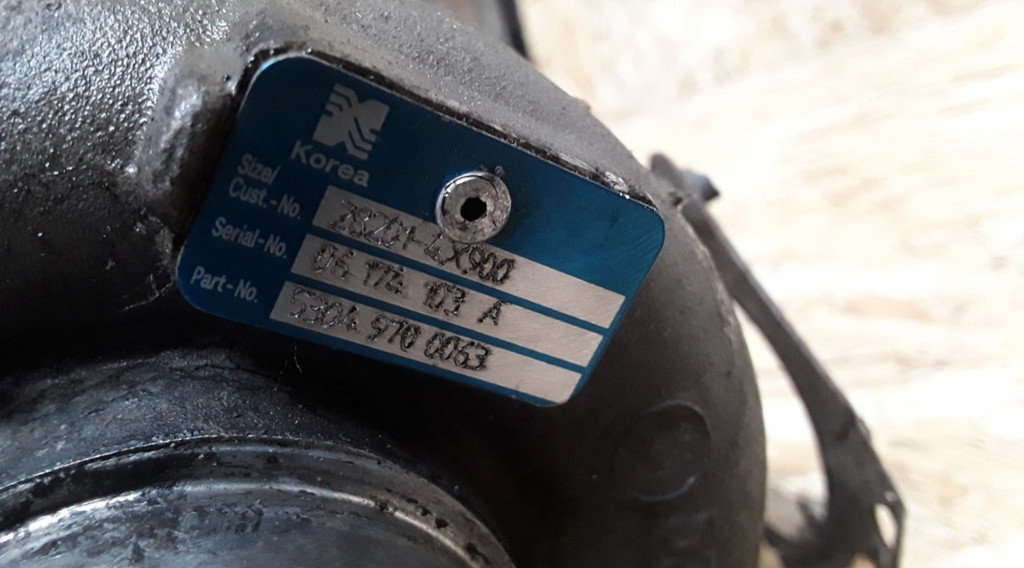 Korea
Size/
Cust.-No. 28201-4X900
Serial-No. 06 174 103 A
Part-No. 5304 970 0063